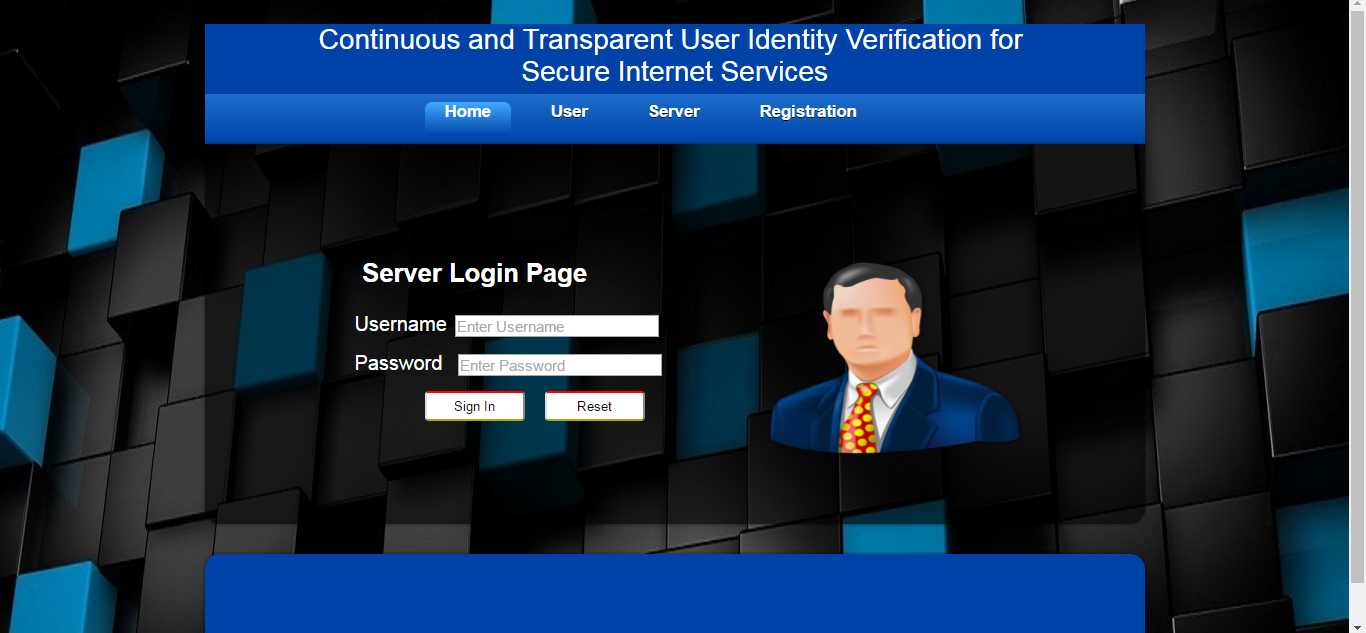 Continuous and Transparent User Identity Verification for
Secure Internet Services
Home User Server Registration
Server Login Page
Username Enter Username
Password Enter Password
Sign In Reset